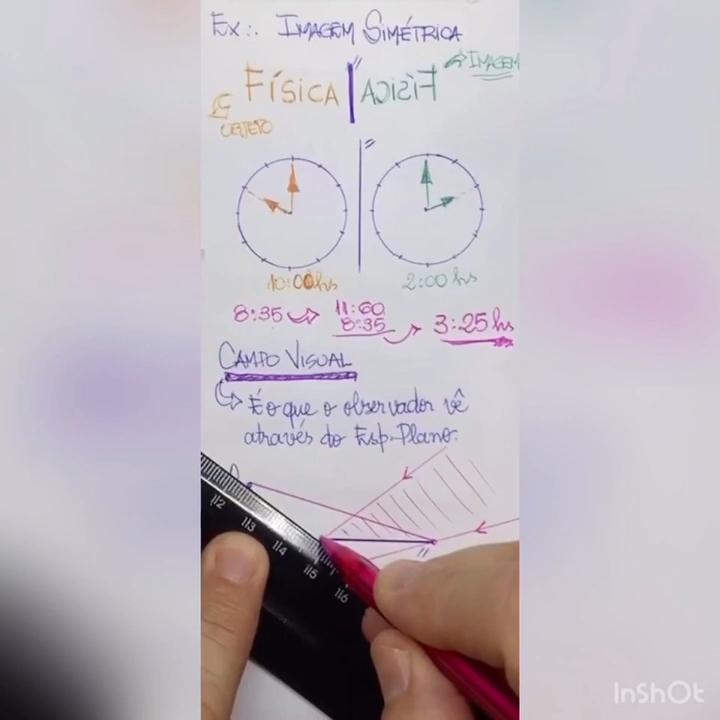 Ex:. IMAGEM SIMÉTRICA
FÍSICA | FÍSICA
IMAGEM
OBJETO
10:00hs
2:00 hs
8:35 → 11:60
8:35
→ 3:25 hs
CAMPO VISUAL
É o que o observador vê
através do Esp. Plano.
O
112 113 114 115 116
InShOt